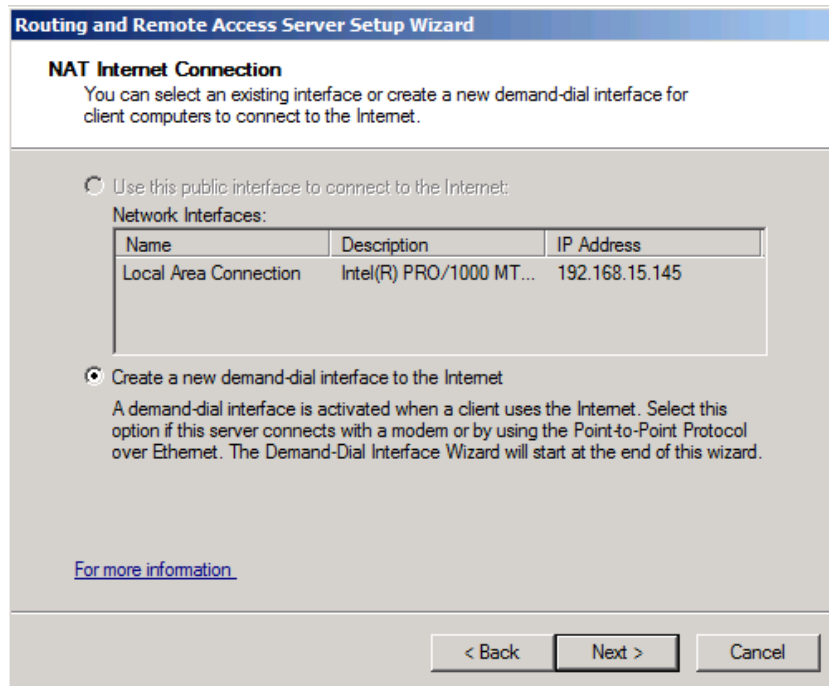 Routing and Remote Access Server Setup Wizard
NAT Internet Connection
You can select an existing interface or create a new demand-dial interface for
client computers to connect to the Internet.
Use this public interface to connect to the Internet:
Network Interfaces:
Name Description IP Address
Local Area Connection Intel(R) PRO/1000 MT... 192.168.15.145
Create a new demand-dial interface to the Internet
A demand-dial interface is activated when a client uses the Internet. Select this
option if this server connects with a modem or by using the Point-to-Point Protocol
over Ethernet. The Demand-Dial Interface Wizard will start at the end of this wizard.
For more information
< Back Next > Cancel